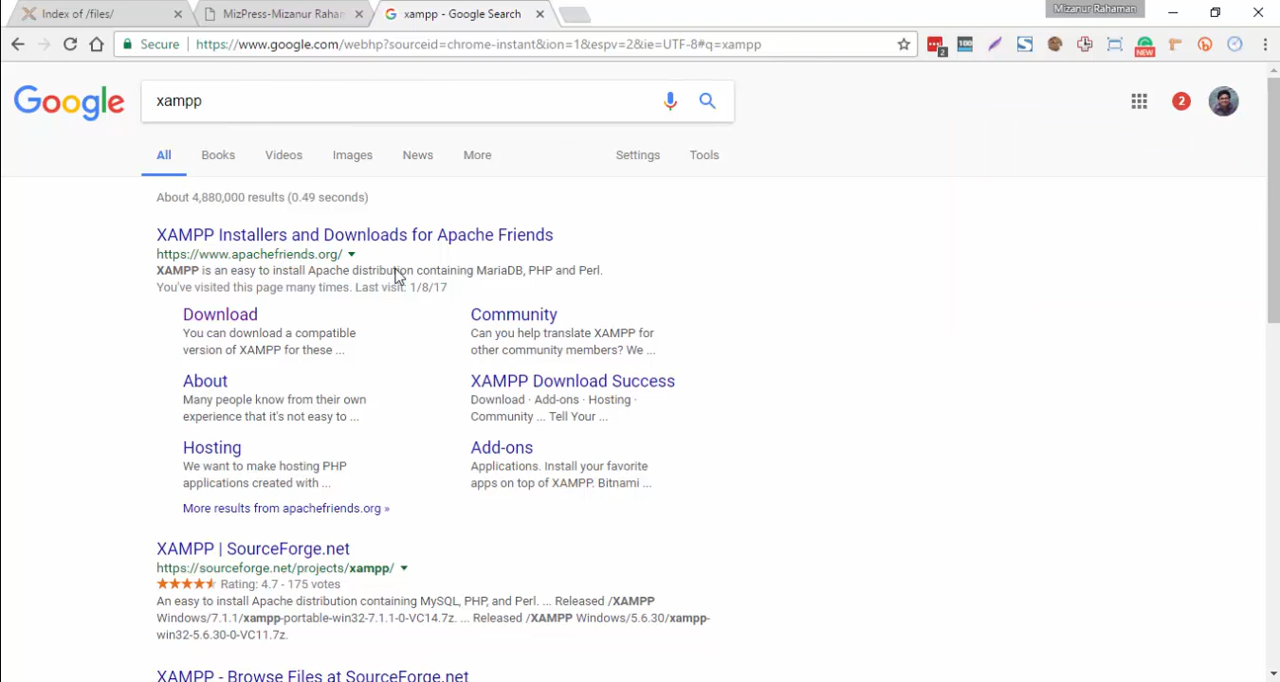 Index of /files/
MizPress-Mizanur Raham
xampp - Google Search
Mizanur Rahaman
Secure
https://www.google.com/webhp?sourceid=chrome-instant&ion=1&espv=2&ie=UTF-8#q=xampp
2
100
NEW
Google
xampp
2
All
Books
Videos
Images
News
More
Settings
Tools
About 4,880,000 results (0.49 seconds)
XAMPP Installers and Downloads for Apache Friends
https://www.apachefriends.org/
XAMPP is an easy to install Apache distribution containing MariaDB, PHP and Perl.
You've visited this page many times. Last visit: 1/8/17
Download
You can download a compatible
version of XAMPP for these ...
Community
Can you help translate XAMPP for
other community members? We ...
About
Many people know from their own
experience that it's not easy to ...
XAMPP Download Success
Download · Add-ons · Hosting ·
Community ... Tell Your ...
Hosting
We want to make hosting PHP
applications created with ...
Add-ons
Applications. Install your favorite
apps on top of XAMPP. Bitnami ...
More results from apachefriends.org »
XAMPP | SourceForge.net
https://sourceforge.net/projects/xampp/
Rating: 4.7 - 175 votes
An easy to install Apache distribution containing MySQL, PHP, and Perl. ... Released /XAMPP
Windows/7.1.1/xampp-portable-win32-7.1.1-0-VC14.7z. ... Released /XAMPP Windows/5.6.30/xampp-
win32-5.6.30-0-VC11.7z.
XAMPP - Browse Files at SourceForge.net